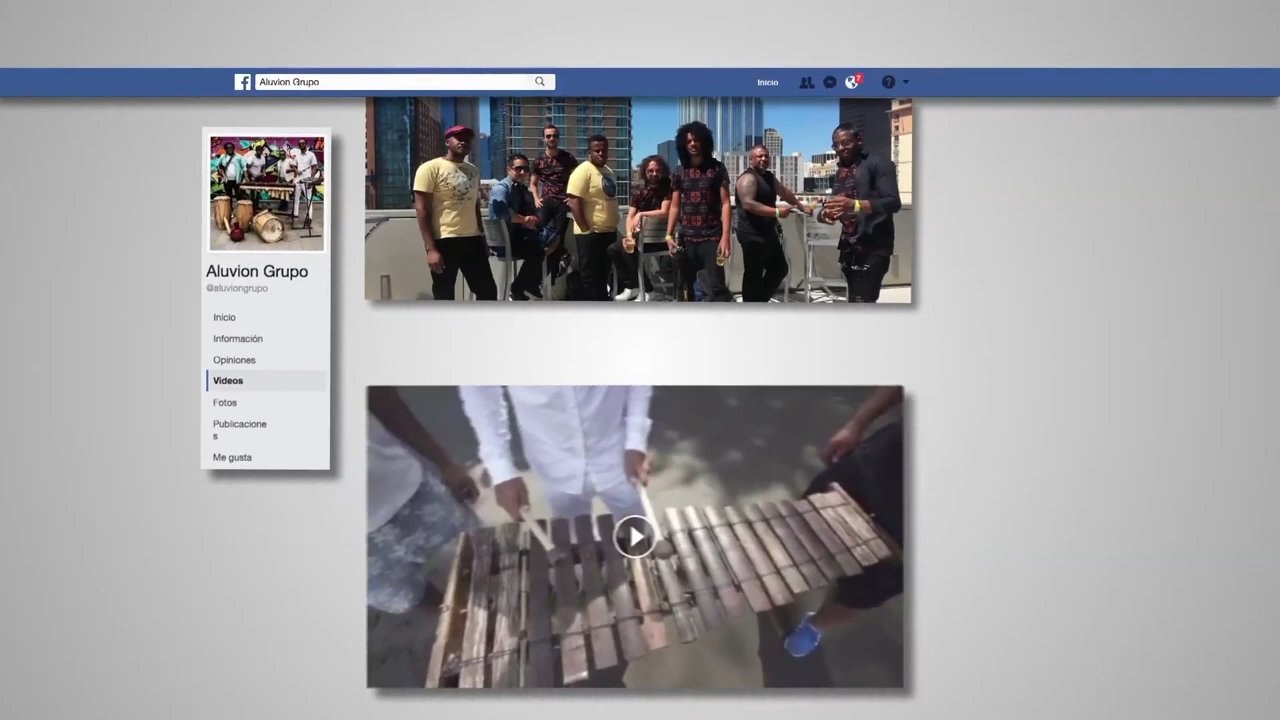 Aluvion Grupo
Inicio
7
?
Aluvion Grupo
@aluviongrupo
Inicio
Información
Opiniones
Videos
Fotos
Publicacione
s
Me gusta